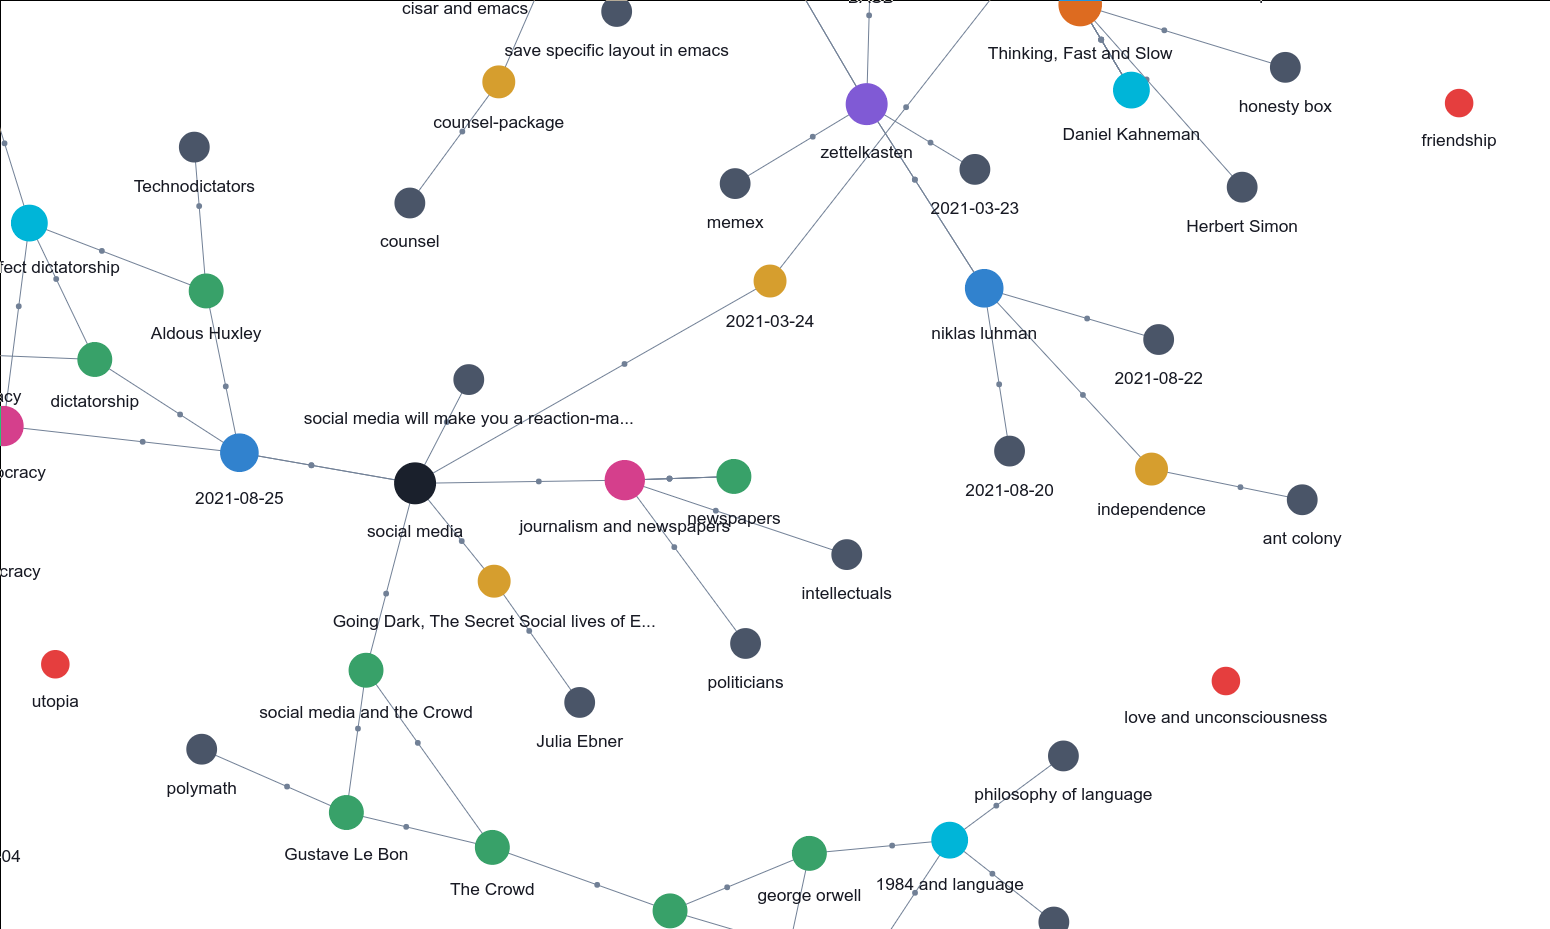 cisar and emacs
save specific layout in emacs
Thinking, Fast and Slow
honesty box
counsel-package
Daniel Kahneman
friendship
zettelkasten
Technodictators
2021-03-23
memex
Herbert Simon
counsel
fect dictatorship
2021-03-24
Aldous Huxley
niklas luhman
2021-08-22
acy
dictatorship
social media will make you a reaction-ma...
ocracy
2021-08-20
2021-08-25
independence
newspapers
journalism and newspapers
social media
ant colony
cracy
intellectuals
Going Dark, The Secret Social lives of E...
politicians
utopia
social media and the Crowd
love and unconsciousness
Julia Ebner
polymath
philosophy of language
Gustave Le Bon
04
1984 and language
The Crowd
george orwell